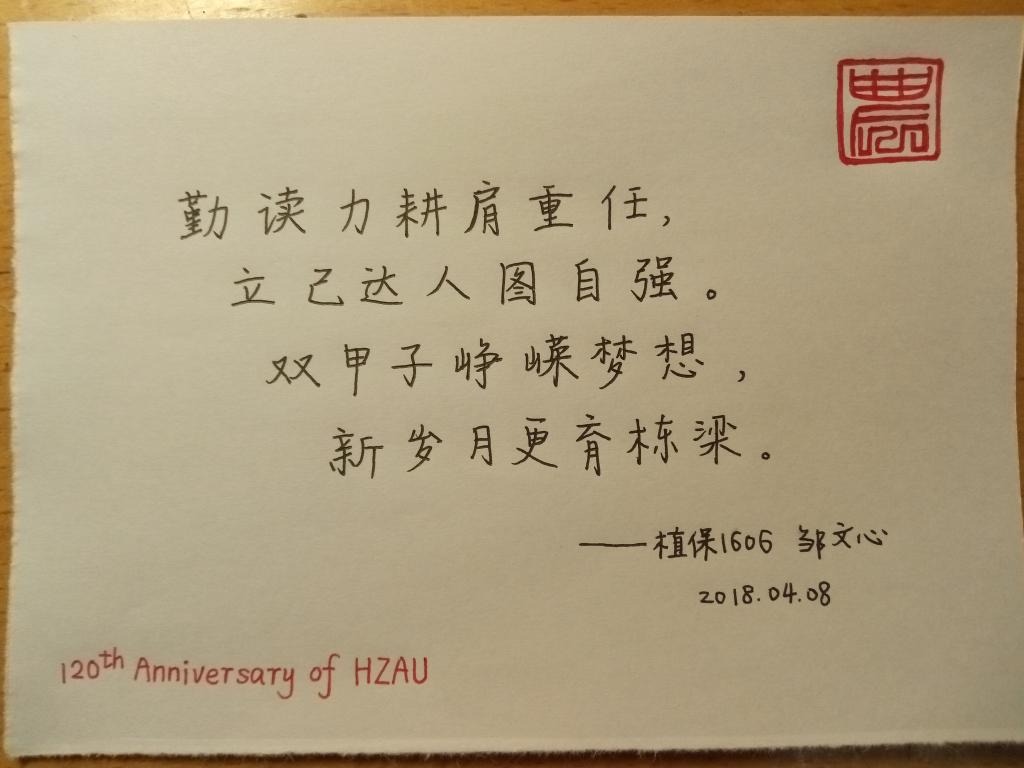 農
勤读力耕肩重任，
立己达人图自强。
双甲子峥嵘梦想，
新岁月更育栋梁。
——植保1606 邹文心
2018.04.08
120th Anniversary of HZAU